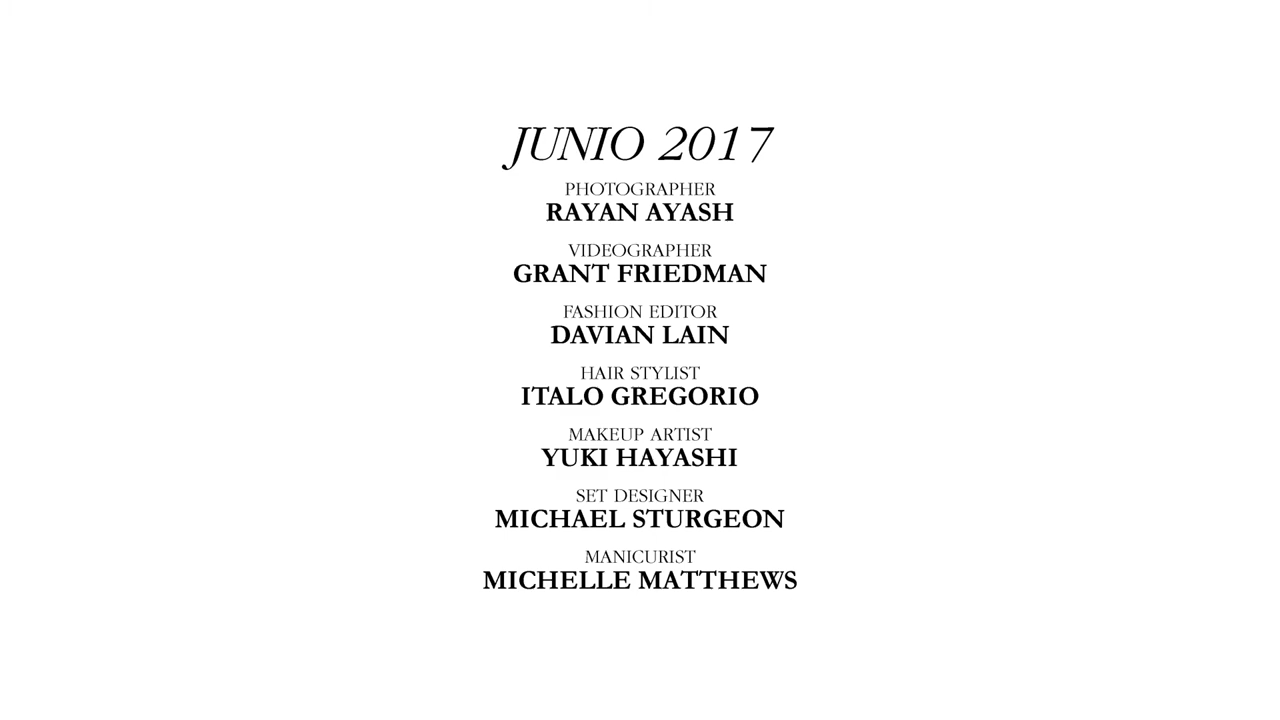 JUNIO 2017
PHOTOGRAPHER
RAYAN AYASH
VIDEOGRAPHER
GRANT FRIEDMAN
FASHION EDITOR
DAVIAN LAIN
HAIR STYLIST
ITALO GREGORIO
MAKEUP ARTIST
YUKI HAYASHI
SET DESIGNER
MICHAEL STURGEON
MANICURIST
MICHELLE MATTHEWS